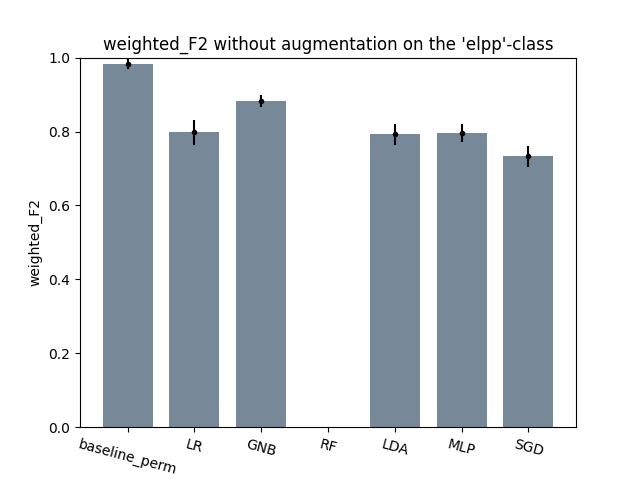 weighted_F2 without augmentation on the 'elpp'-class
weighted_F2
1.0
0.8
0.6
0.4
0.2
0.0
baseline_perm
LR
GNB
RF
LDA
MLP
SGD